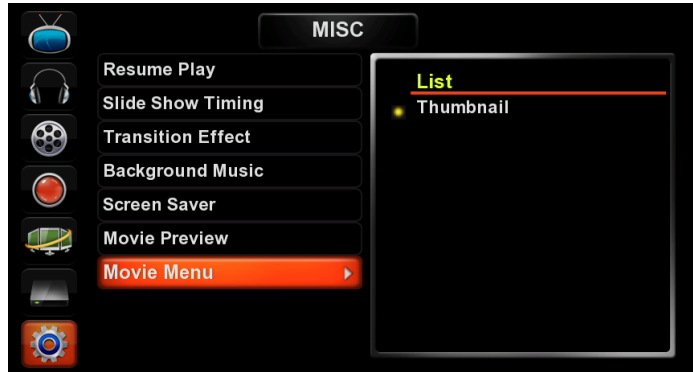 MISC
Resume Play
Slide Show Timing
Transition Effect
Background Music
Screen Saver
Movie Preview
Movie Menu
List
Thumbnail